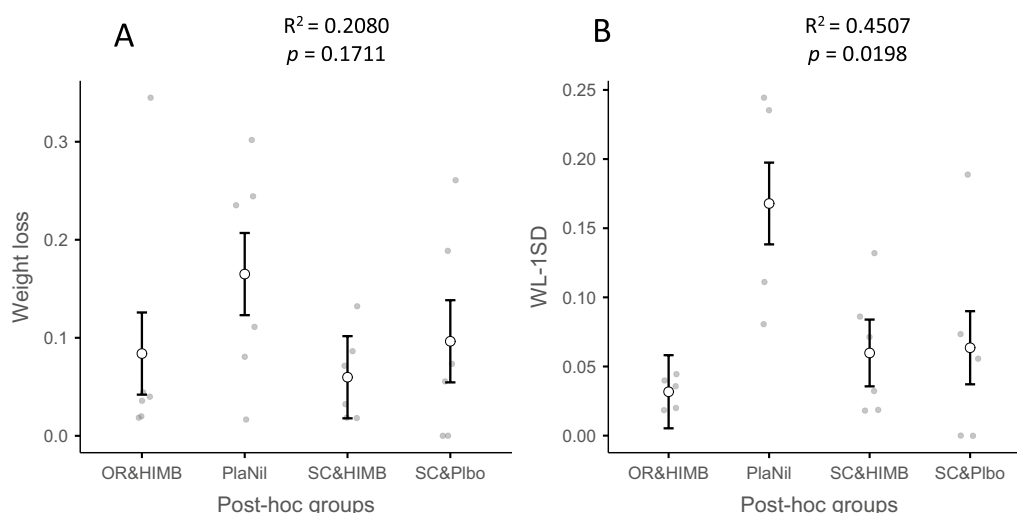 A
R² = 0.2080
p = 0.1711
Weight loss
0.3
0.2
0.1
0.0
OR&HIMB PlaNil SC&HIMB SC&Plbo
Post-hoc groups
B
R² = 0.4507
p = 0.0198
WL-1SD
0.25
0.20
0.15
0.10
0.05
0.00
OR&HIMB PlaNil SC&HIMB SC&Plbo
Post-hoc groups